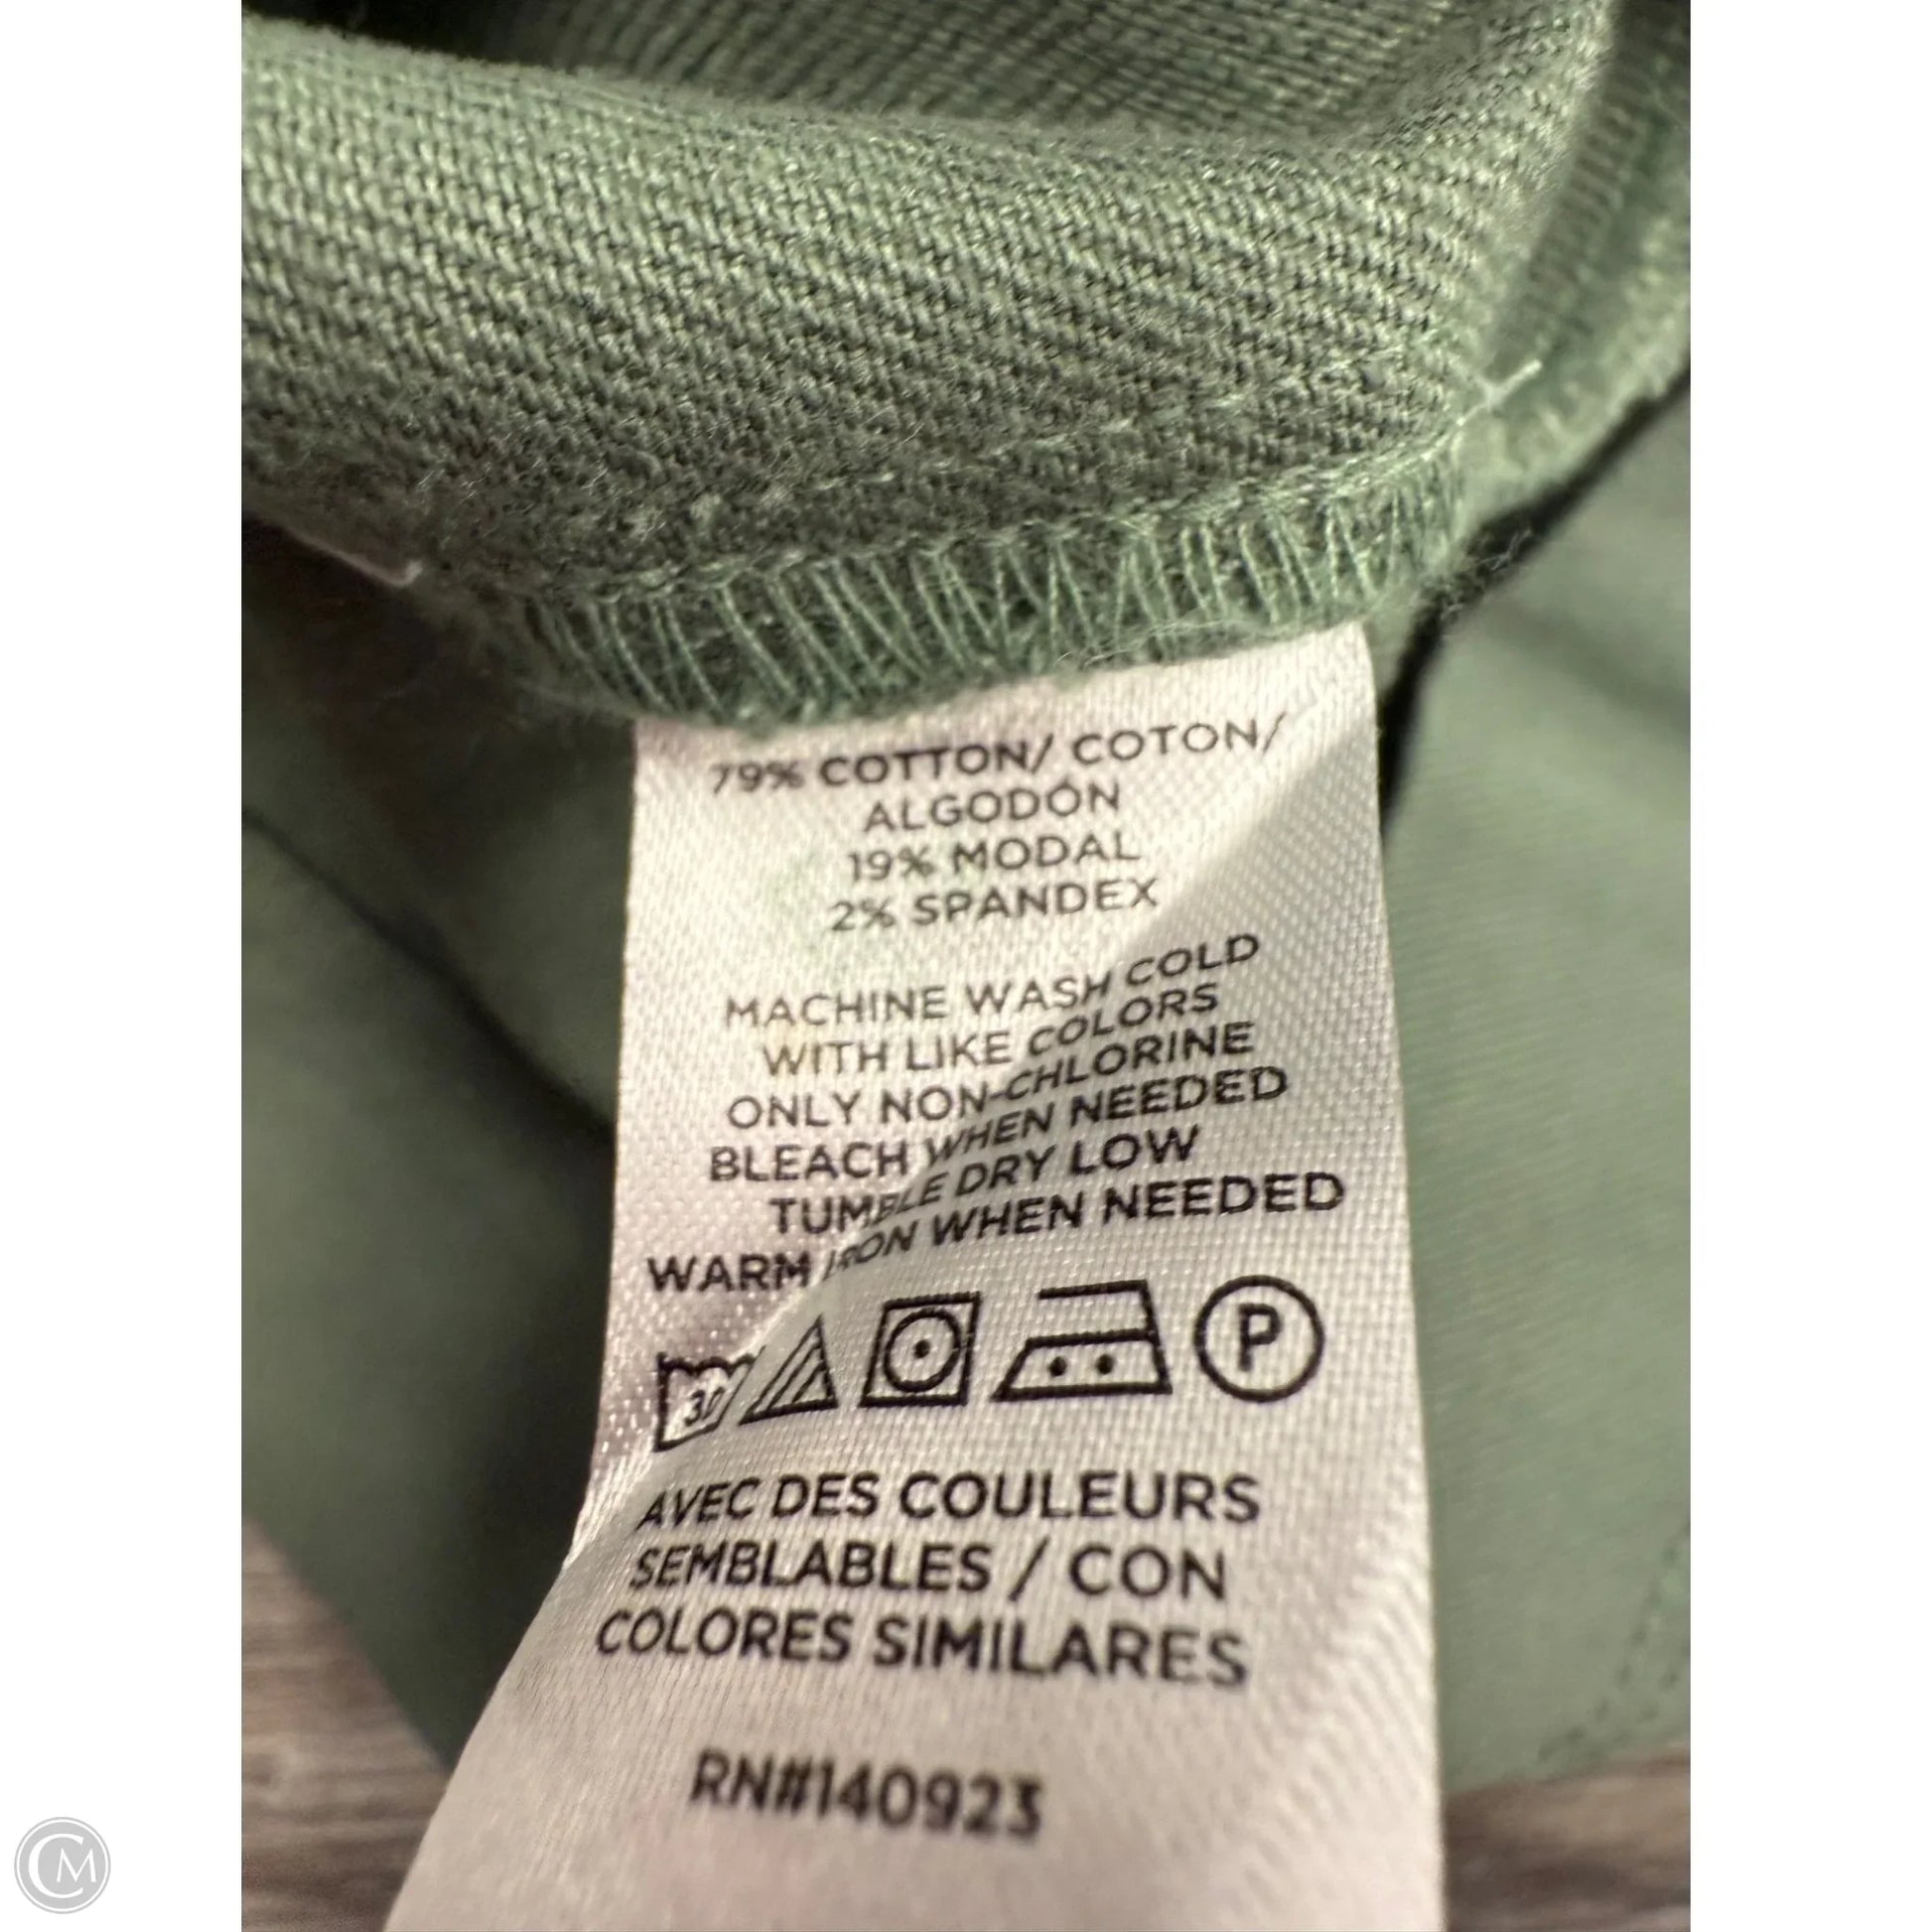 79% COTTON/ COTON/
ALGODÓN
19% MODAL
2% SPANDEX
MACHINE WASH COLD
WITH LIKE COLORS
ONLY NON-CHLORINE
BLEACH WHEN NEEDED
TUMBLE DRY LOW
WARM IRON WHEN NEEDED
30 P
AVEC DES COULEURS
SEMBLABLES / CON
COLORES SIMILARES
RN#140923
CM